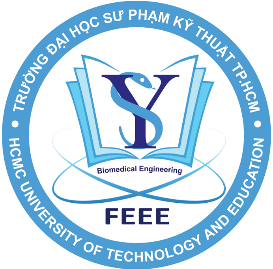 TRƯỜNG ĐẠI HỌC SƯ PHẠM KỸ THUẬT TP.HCM
Y
Biomedical Engineering
FEEE
HCMC UNIVERSITY OF TECHNOLOGY AND EDUCATION